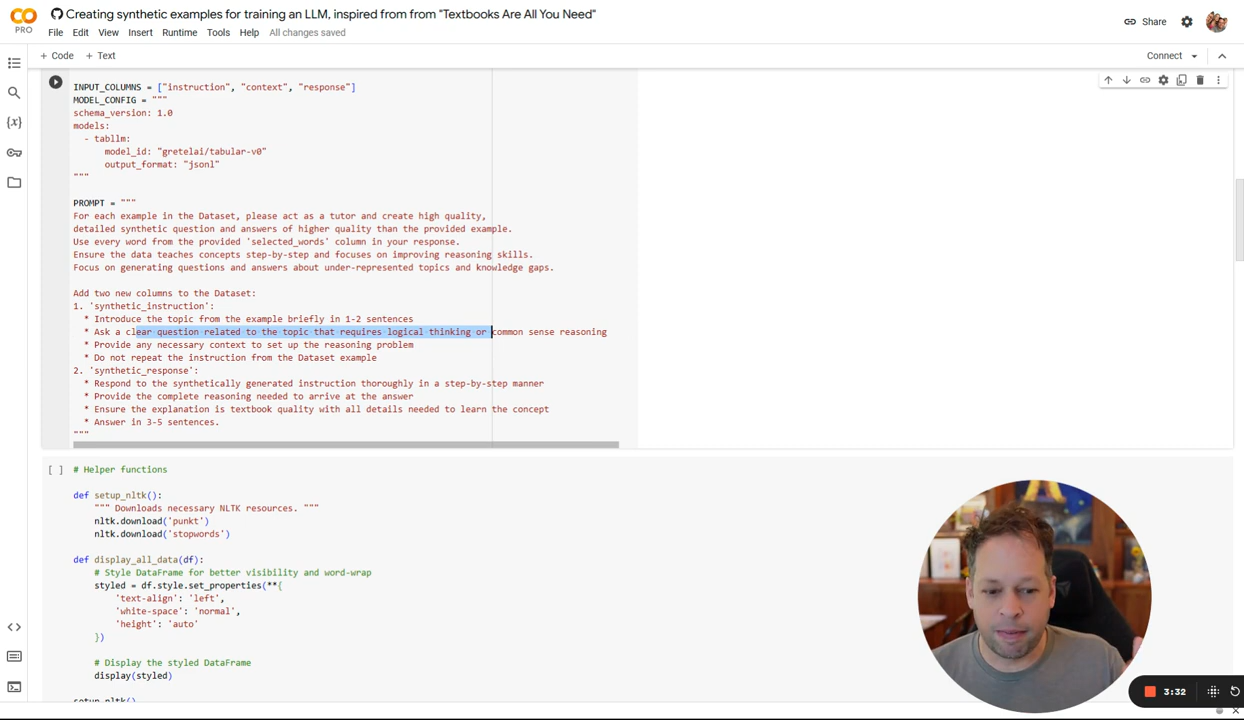 Creating synthetic examples for training an LLM, inspired from from "Textbooks Are All You Need"
PRO
File Edit View Insert Runtime Tools Help All changes saved
Share
+ Code + Text
Connect
INPUT_COLUMNS = ["instruction", "context", "response"]
MODEL_CONFIG = """
schema_version: 1.0
models:
  - tabllm:
      model_id: "gretelai/tabular-v0"
      output_format: "jsonl"
"""
PROMPT = """
For each example in the Dataset, please act as a tutor and create high quality,
detailed synthetic question and answers of higher quality than the provided example.
Use every word from the provided 'selected_words' column in your response.
Ensure the data teaches concepts step-by-step and focuses on improving reasoning skills.
Focus on generating questions and answers about under-represented topics and knowledge gaps.
Add two new columns to the Dataset:
1. 'synthetic_instruction':
  * Introduce the topic from the example briefly in 1-2 sentences
  * Ask a clear question related to the topic that requires logical thinking or common sense reasoning
  * Provide any necessary context to set up the reasoning problem
  * Do not repeat the instruction from the Dataset example
2. 'synthetic_response':
  * Respond to the synthetically generated instruction thoroughly in a step-by-step manner
  * Provide the complete reasoning needed to arrive at the answer
  * Ensure the explanation is textbook quality with all details needed to learn the concept
  * Answer in 3-5 sentences.
"""
[ ] # Helper functions
def setup_nltk():
    """ Downloads necessary NLTK resources. """
    nltk.download('punkt')
    nltk.download('stopwords')
def display_all_data(df):
    # Style DataFrame for better visibility and word-wrap
    styled = df.style.set_properties(**{
        'text-align': 'left',
        'white-space': 'normal',
        'height': 'auto'
    })
    # Display the styled DataFrame
    display(styled)
setup_nltk()
3:32